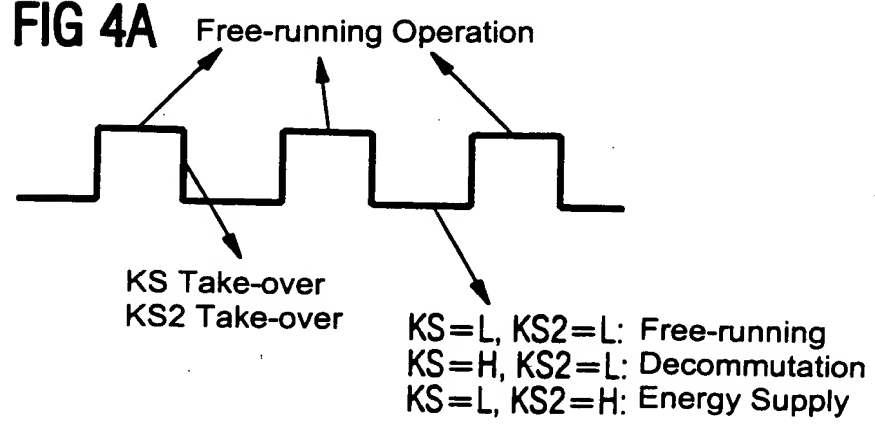 FIG 4A Free-running Operation
KS Take-over
KS2 Take-over
KS=L, KS2=L: Free-running
KS=H, KS2=L: Decommutation
KS=L, KS2=H: Energy Supply